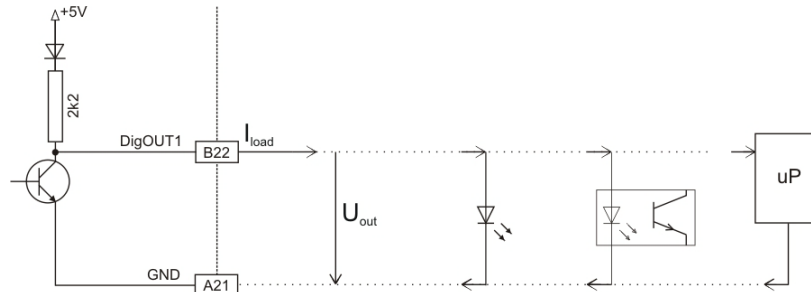 +5V
2k2
DigOUT1
B22
Iload
Uout
uP
GND
A21